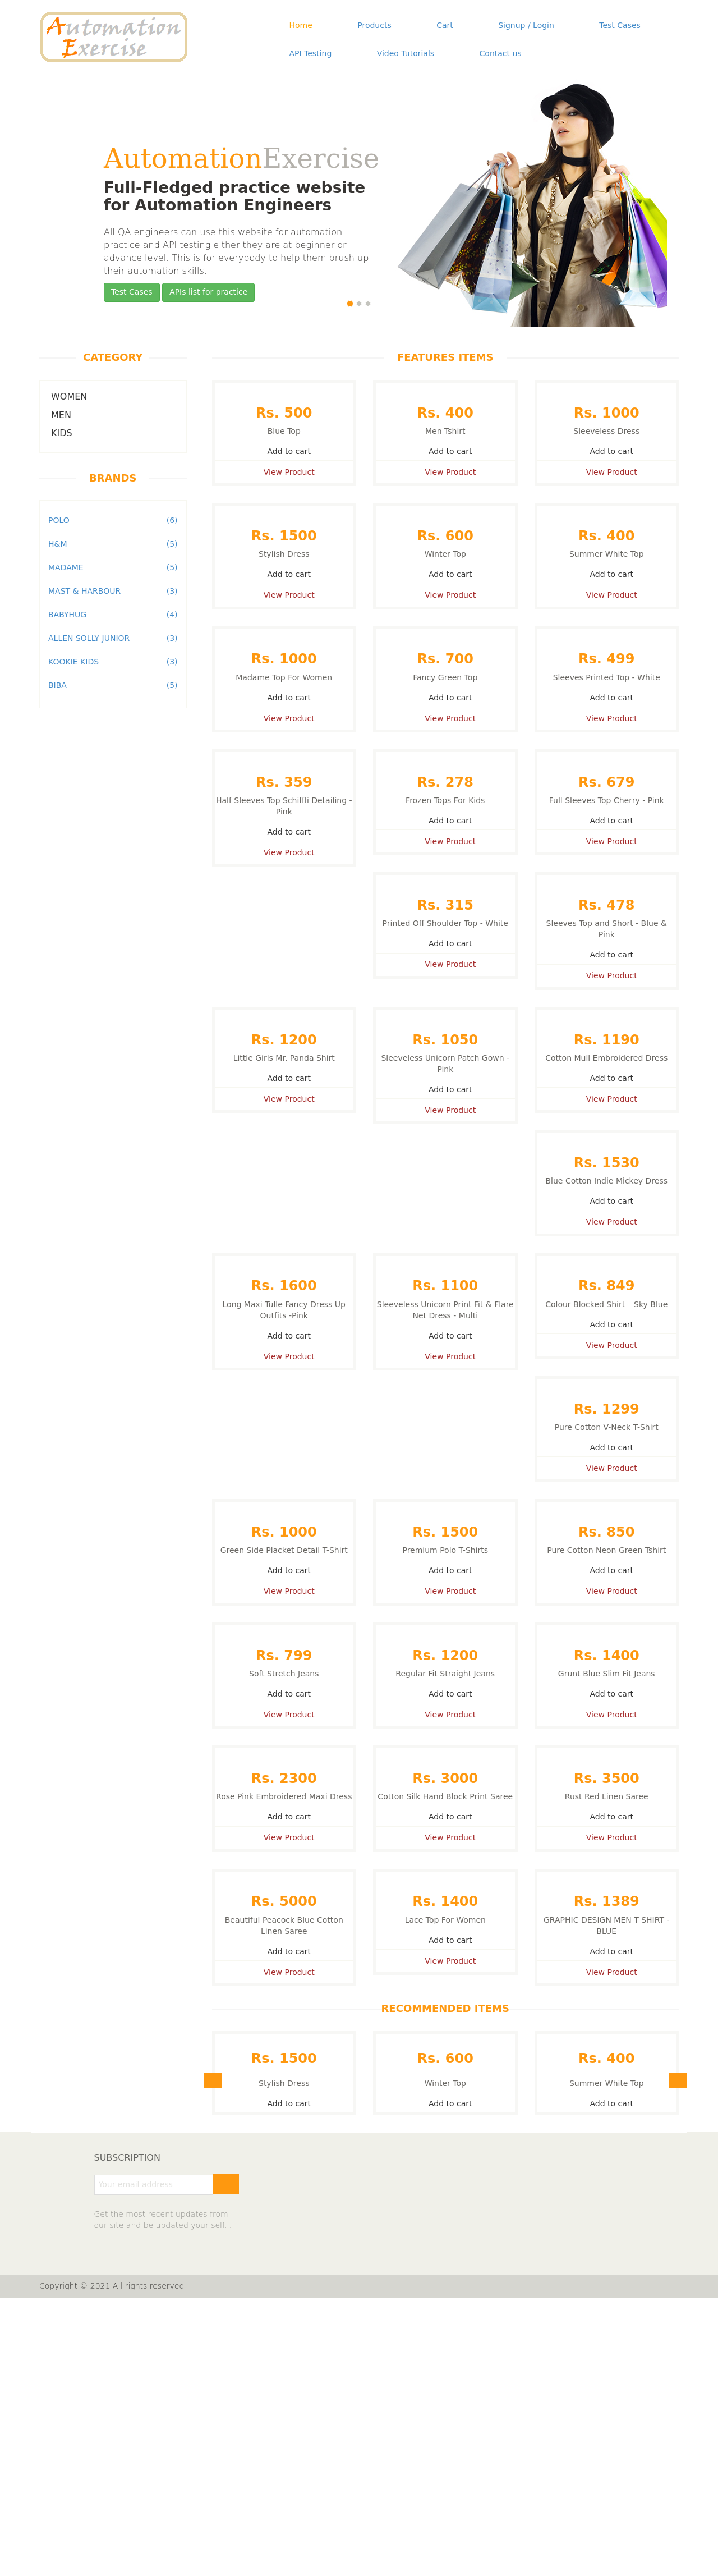 Automation
Exercise
Home
Products
Cart
Signup / Login
Test Cases
API Testing
Video Tutorials
Contact us
AutomationExercise
Full-Fledged practice website
for Automation Engineers
All QA engineers can use this website for automation
practice and API testing either they are at beginner or
advance level. This is for everybody to help them brush up
their automation skills.
Test Cases
APIs list for practice
CATEGORY
WOMEN
MEN
KIDS
BRANDS
POLO (6)
H&M (5)
MADAME (5)
MAST & HARBOUR (3)
BABYHUG (4)
ALLEN SOLLY JUNIOR (3)
KOOKIE KIDS (3)
BIBA (5)
FEATURES ITEMS
Rs. 500
Blue Top
Add to cart
View Product
Rs. 400
Men Tshirt
Add to cart
View Product
Rs. 1000
Sleeveless Dress
Add to cart
View Product
Rs. 1500
Stylish Dress
Add to cart
View Product
Rs. 600
Winter Top
Add to cart
View Product
Rs. 400
Summer White Top
Add to cart
View Product
Rs. 1000
Madame Top For Women
Add to cart
View Product
Rs. 700
Fancy Green Top
Add to cart
View Product
Rs. 499
Sleeves Printed Top - White
Add to cart
View Product
Rs. 359
Half Sleeves Top Schiffli Detailing -
Pink
Add to cart
View Product
Rs. 278
Frozen Tops For Kids
Add to cart
View Product
Rs. 679
Full Sleeves Top Cherry - Pink
Add to cart
View Product
Rs. 315
Printed Off Shoulder Top - White
Add to cart
View Product
Rs. 478
Sleeves Top and Short - Blue &
Pink
Add to cart
View Product
Rs. 1200
Little Girls Mr. Panda Shirt
Add to cart
View Product
Rs. 1050
Sleeveless Unicorn Patch Gown -
Pink
Add to cart
View Product
Rs. 1190
Cotton Mull Embroidered Dress
Add to cart
View Product
Rs. 1530
Blue Cotton Indie Mickey Dress
Add to cart
View Product
Rs. 1600
Long Maxi Tulle Fancy Dress Up
Outfits -Pink
Add to cart
View Product
Rs. 1100
Sleeveless Unicorn Print Fit & Flare
Net Dress - Multi
Add to cart
View Product
Rs. 849
Colour Blocked Shirt – Sky Blue
Add to cart
View Product
Rs. 1299
Pure Cotton V-Neck T-Shirt
Add to cart
View Product
Rs. 1000
Green Side Placket Detail T-Shirt
Add to cart
View Product
Rs. 1500
Premium Polo T-Shirts
Add to cart
View Product
Rs. 850
Pure Cotton Neon Green Tshirt
Add to cart
View Product
Rs. 799
Soft Stretch Jeans
Add to cart
View Product
Rs. 1200
Regular Fit Straight Jeans
Add to cart
View Product
Rs. 1400
Grunt Blue Slim Fit Jeans
Add to cart
View Product
Rs. 2300
Rose Pink Embroidered Maxi Dress
Add to cart
View Product
Rs. 3000
Cotton Silk Hand Block Print Saree
Add to cart
View Product
Rs. 3500
Rust Red Linen Saree
Add to cart
View Product
Rs. 5000
Beautiful Peacock Blue Cotton
Linen Saree
Add to cart
View Product
Rs. 1400
Lace Top For Women
Add to cart
View Product
Rs. 1389
GRAPHIC DESIGN MEN T SHIRT -
BLUE
Add to cart
View Product
RECOMMENDED ITEMS
Rs. 1500
Stylish Dress
Add to cart
Rs. 600
Winter Top
Add to cart
Rs. 400
Summer White Top
Add to cart
SUBSCRIPTION
Your email address
Get the most recent updates from
our site and be updated your self...
Copyright © 2021 All rights reserved